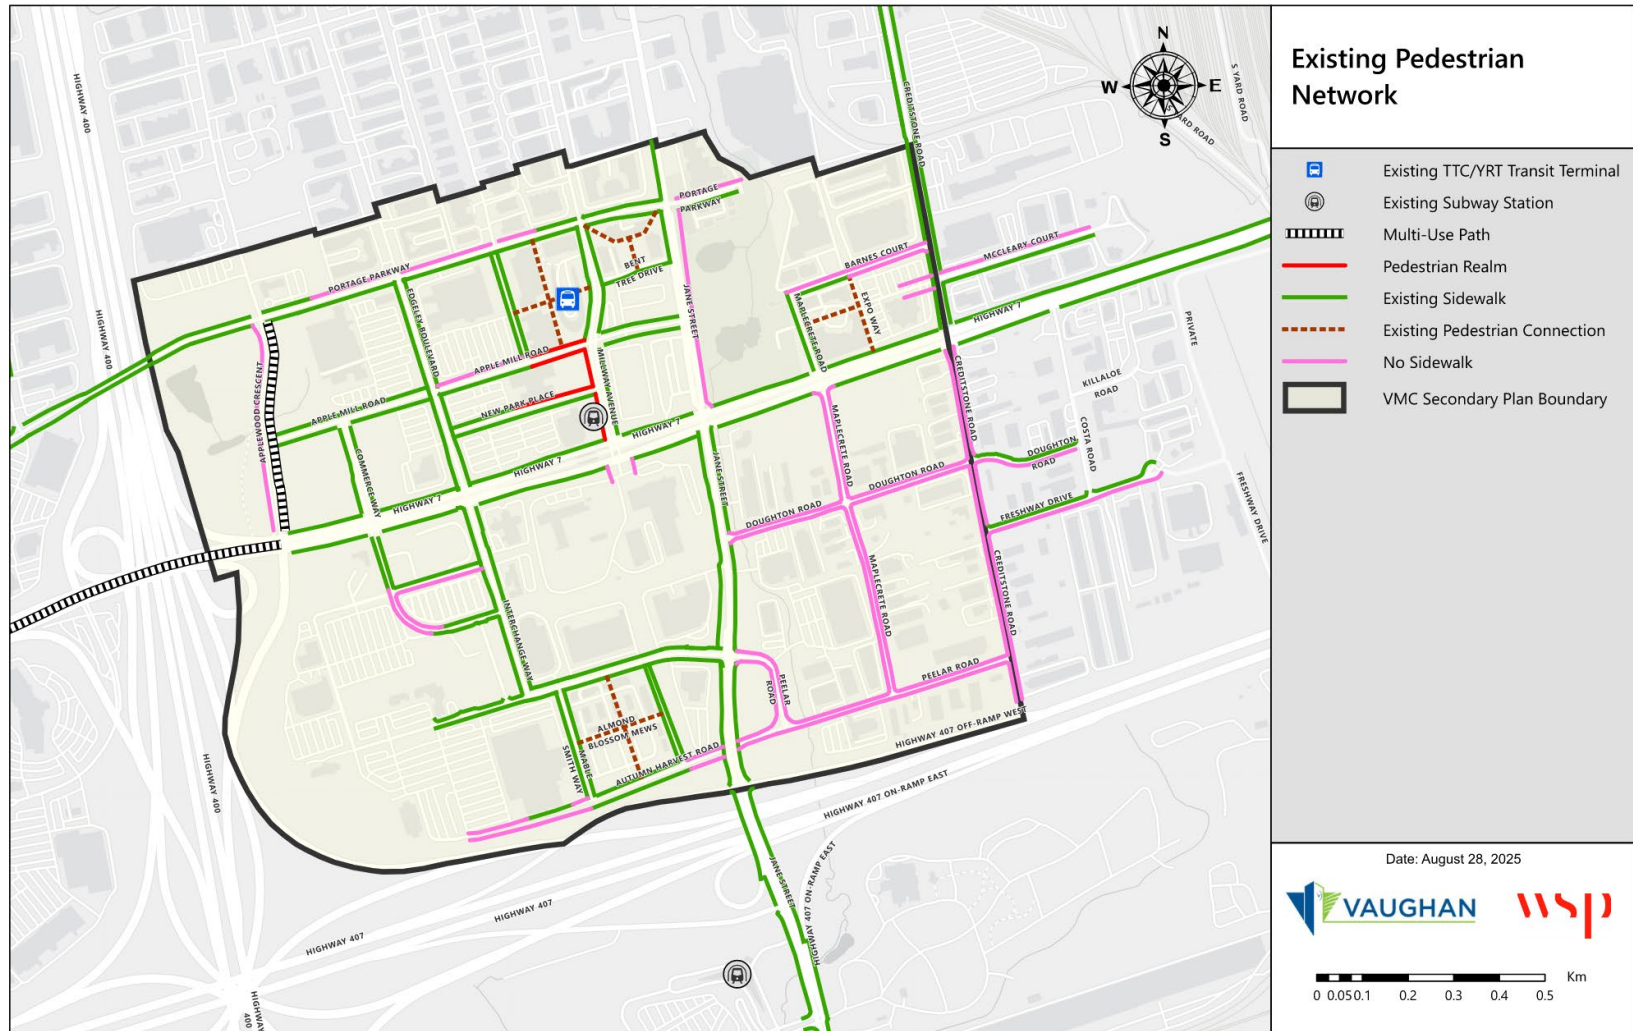 Existing Pedestrian
Network
Existing TTC/YRT Transit Terminal
Existing Subway Station
Multi-Use Path
Pedestrian Realm
Existing Sidewalk
Existing Pedestrian Connection
No Sidewalk
VMC Secondary Plan Boundary
Date: August 28, 2025
VAUGHAN
wsp
Km
0 0.05 0.1 0.2 0.3 0.4 0.5
N
W E
S
HIGHWAY 400
HIGHWAY 400
HIGHWAY 400
HIGHWAY 400
CREDITSTONE ROAD
S YARD ROAD
PORTAGE
PARKWAY
PORTAGE PARKWAY
BENT
TREE DRIVE
JANE STREET
BARNES COURT
MCCLEARY COURT
EXPO WAY
MAPLECRETE ROAD
HIGHWAY 7
PRIVATE
EDGELEY BOULEVARD
APPLE MILL ROAD
MILLWAY AVENUE
NEW PARK PLACE
APPLE MILL ROAD
APPLEWOOD CRESCENT
COMMERCE WAY
HIGHWAY 7
HIGHWAY 7
HIGHWAY 7
CREDITSTONE ROAD
KILLALOE
ROAD
COSTA ROAD
MAPLECRETE ROAD
DOUGHTON
ROAD
DOUGHTON ROAD
DOUGHTON ROAD
FRESHWAY DRIVE
FRESHWAY DRIVE
JANE STREET
MAPLECRETE ROAD
CREDITSTONE ROAD
INTERCHANGE WAY
PEELAR
ROAD
PEELAR ROAD
ALMOND
BLOSSOM MEWS
MABLE
SMITH WAY
AUTUMN HARVEST ROAD
HIGHWAY 407 OFF-RAMP WEST
HIGHWAY 407 ON-RAMP EAST
HIGHWAY 407 ON-RAMP EAST
JANE STREET
HIGHWAY 407
HIGHWAY 407